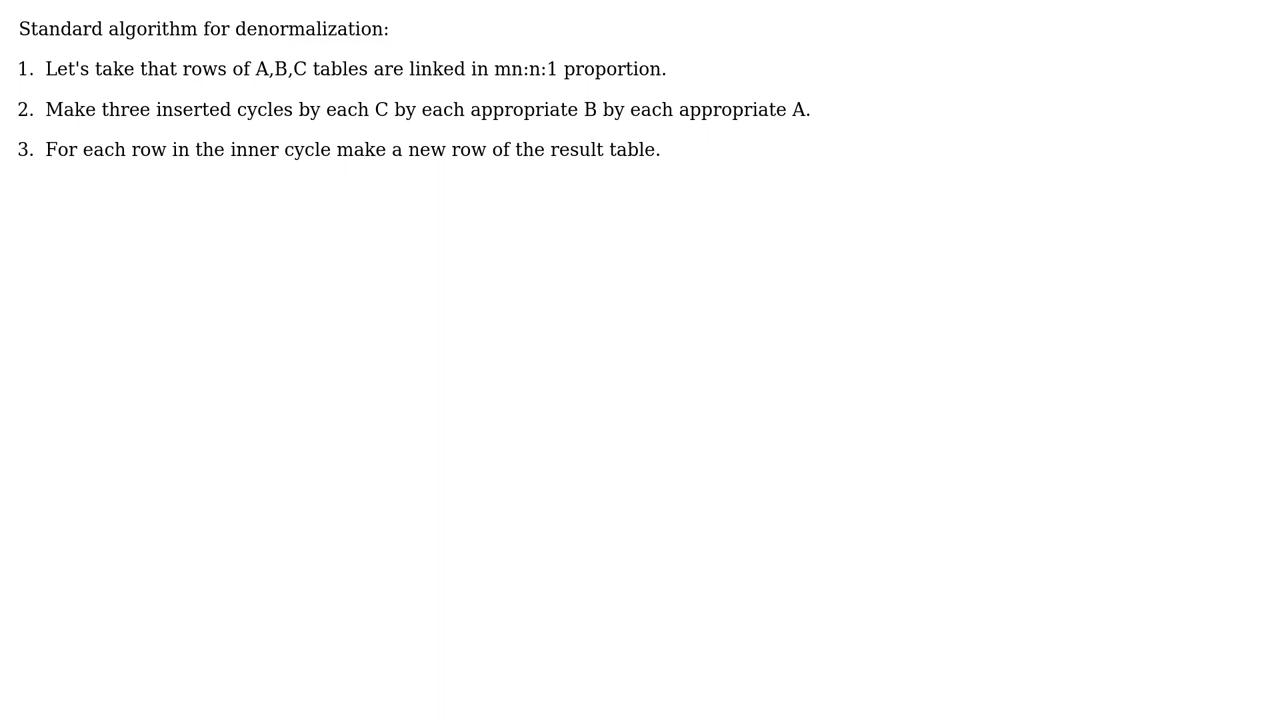 Standard algorithm for denormalization:
1. Let's take that rows of A,B,C tables are linked in mn:n:1 proportion.
2. Make three inserted cycles by each C by each appropriate B by each appropriate A.
3. For each row in the inner cycle make a new row of the result table.